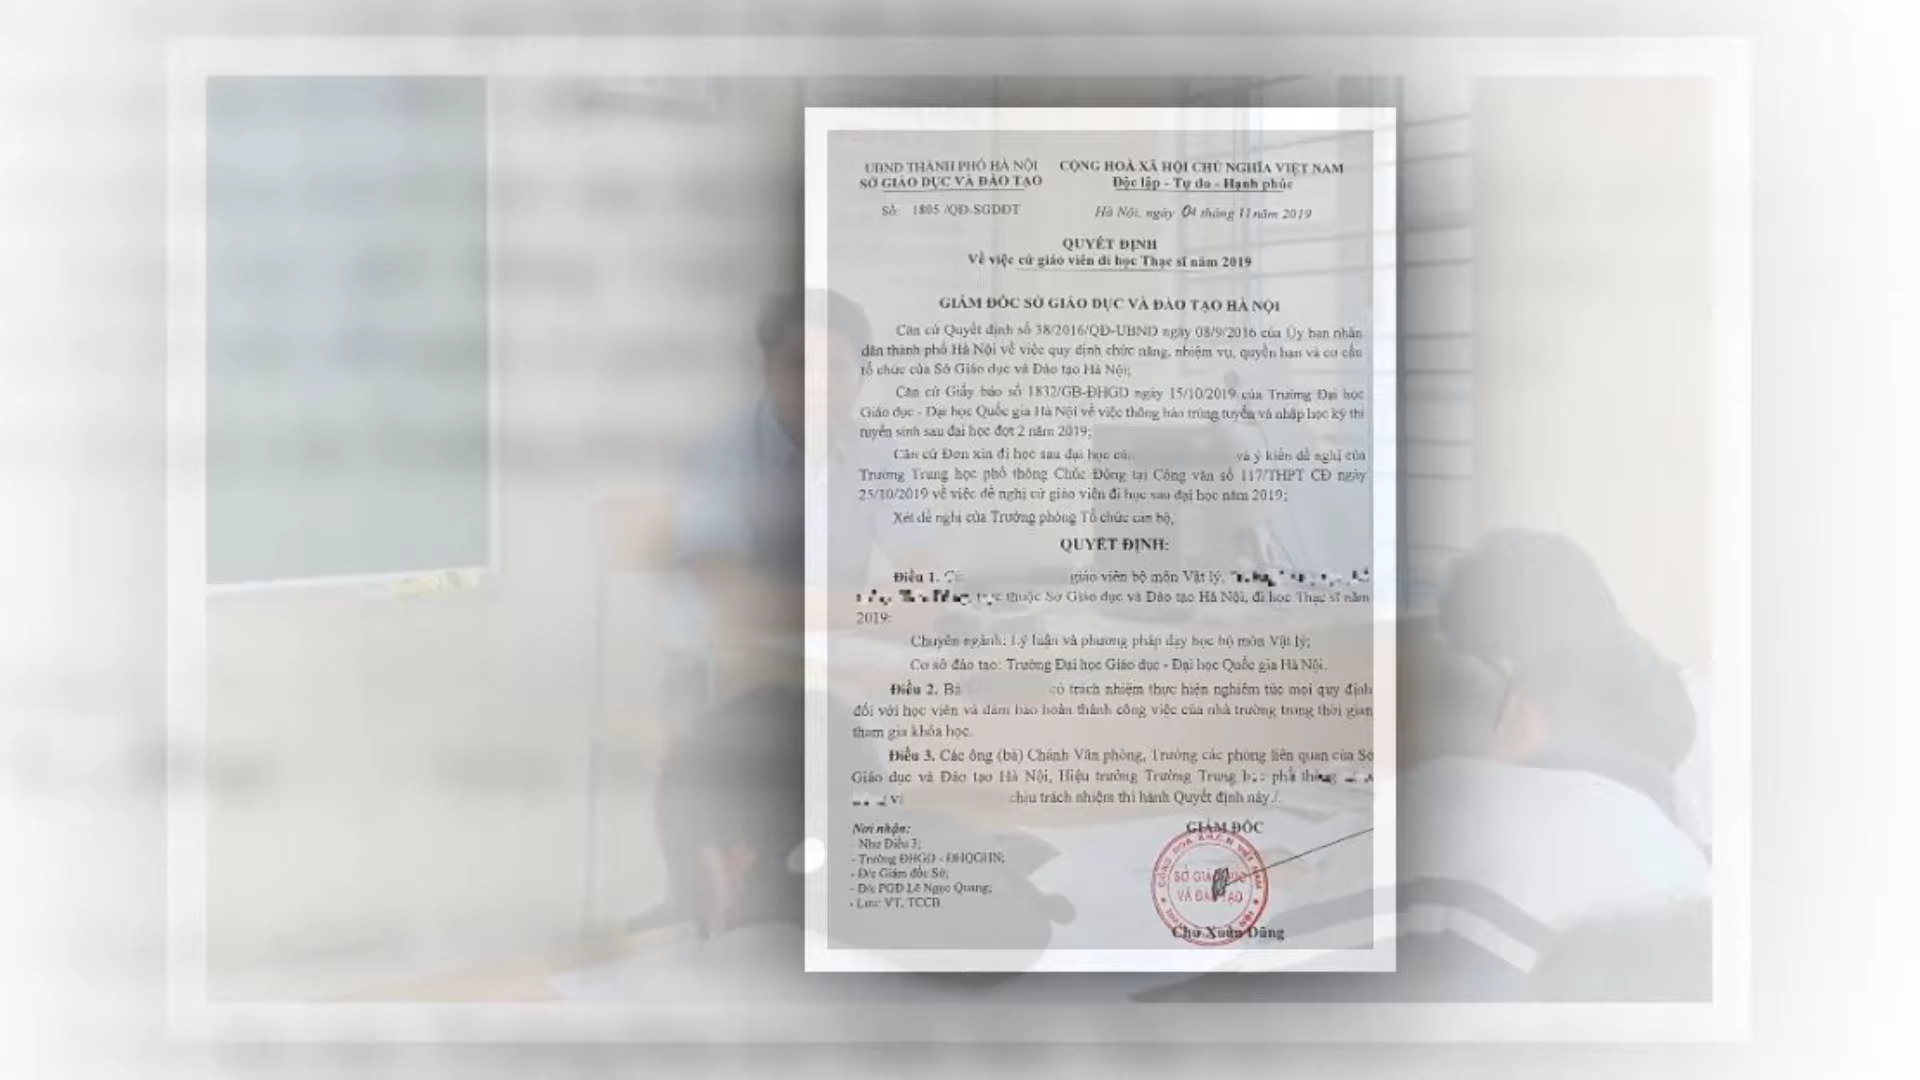 UBND THÀNH PHỐ HÀ NỘI
SỞ GIÁO DỤC VÀ ĐÀO TẠO
Số: 1805 /QĐ-SGDĐT
CỘNG HOÀ XÃ HỘI CHỦ NGHĨA VIỆT NAM
Độc lập - Tự do - Hạnh phúc
Hà Nội, ngày 04 tháng 11 năm 2019
QUYẾT ĐỊNH
Về việc cử giáo viên đi học Thạc sĩ năm 2019
GIÁM ĐỐC SỞ GIÁO DỤC VÀ ĐÀO TẠO HÀ NỘI
Căn cứ Quyết định số 38/2016/QĐ-UBND ngày 08/9/2016 của Ủy ban nhân
dân thành phố Hà Nội về việc quy định chức năng, nhiệm vụ, quyền hạn và cơ cấu
tổ chức của Sở Giáo dục và Đào tạo Hà Nội;
Căn cứ Giấy báo số 1832/GB-ĐHGD ngày 15/10/2019 của Trường Đại học
Giáo dục - Đại học Quốc gia Hà Nội về việc thông báo trúng tuyển và nhập học kỳ thi
tuyển sinh sau đại học đợt 2 năm 2019;
Căn cứ Đơn xin đi học sau đại học của và ý kiến đề nghị của
Trường Trung học phổ thông Chúc Động tại Công văn số 117/THPT CĐ ngày
25/10/2019 về việc đề nghị cử giáo viên đi học sau đại học năm 2019;
Xét đề nghị của Trưởng phòng Tổ chức cán bộ,
QUYẾT ĐỊNH:
Điều 1. giáo viên bộ môn Vật lý,
thuộc Sở Giáo dục và Đào tạo Hà Nội, đi học Thạc sĩ năm
2019:
Chuyên ngành: Lý luận và phương pháp dạy học bộ môn Vật lý;
Cơ sở đào tạo: Trường Đại học Giáo dục - Đại học Quốc gia Hà Nội.
Điều 2. Bà có trách nhiệm thực hiện nghiêm túc mọi quy định
đối với học viên và đảm bảo hoàn thành công việc của nhà trường trong thời gian
tham gia khóa học.
Điều 3. Các ông (bà) Chánh Văn phòng, Trưởng các phòng liên quan của Sở
Giáo dục và Đào tạo Hà Nội, Hiệu trưởng Trường Trung học phổ thông
và chịu trách nhiệm thi hành Quyết định này./.
Nơi nhận:
- Như Điều 3;
- Trường ĐHGD - ĐHQGHN;
- Đ/c Giám đốc Sở;
- Đ/c PGĐ Lê Ngọc Quang;
- Lưu: VT, TCCB.
GIÁM ĐỐC
SỞ GIÁO DỤC
VÀ ĐÀO TẠO
Chử Xuân Dũng